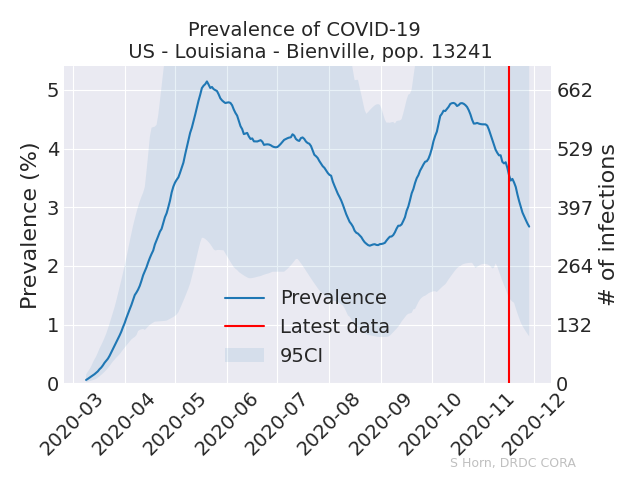 Prevalence of COVID-19
US - Louisiana - Bienville, pop. 13241
Prevalence (%)
5
4
3
2
1
0
662
529
397
264
132
0
# of infections
Prevalence
Latest data
95CI
2020-03
2020-04
2020-05
2020-06
2020-07
2020-08
2020-09
2020-10
2020-11
2020-12
S Horn, DRDC CORA